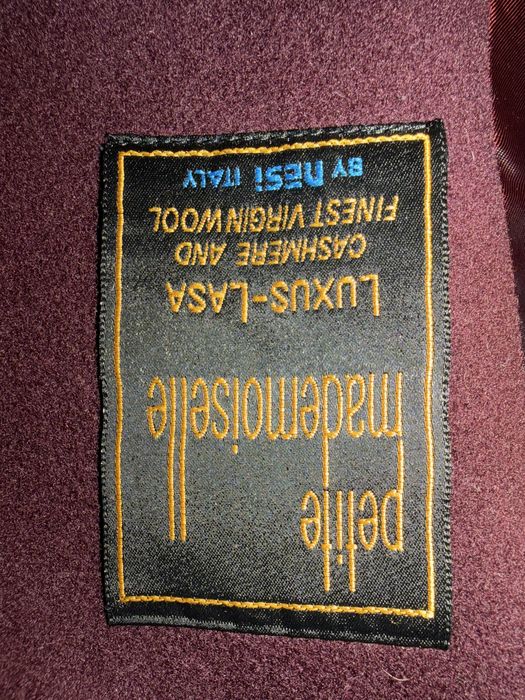 petite
mademoiselle
LUXUS-LASA
CASHMERE AND
FINEST VIRGIN WOOL
BY nesi ITALY